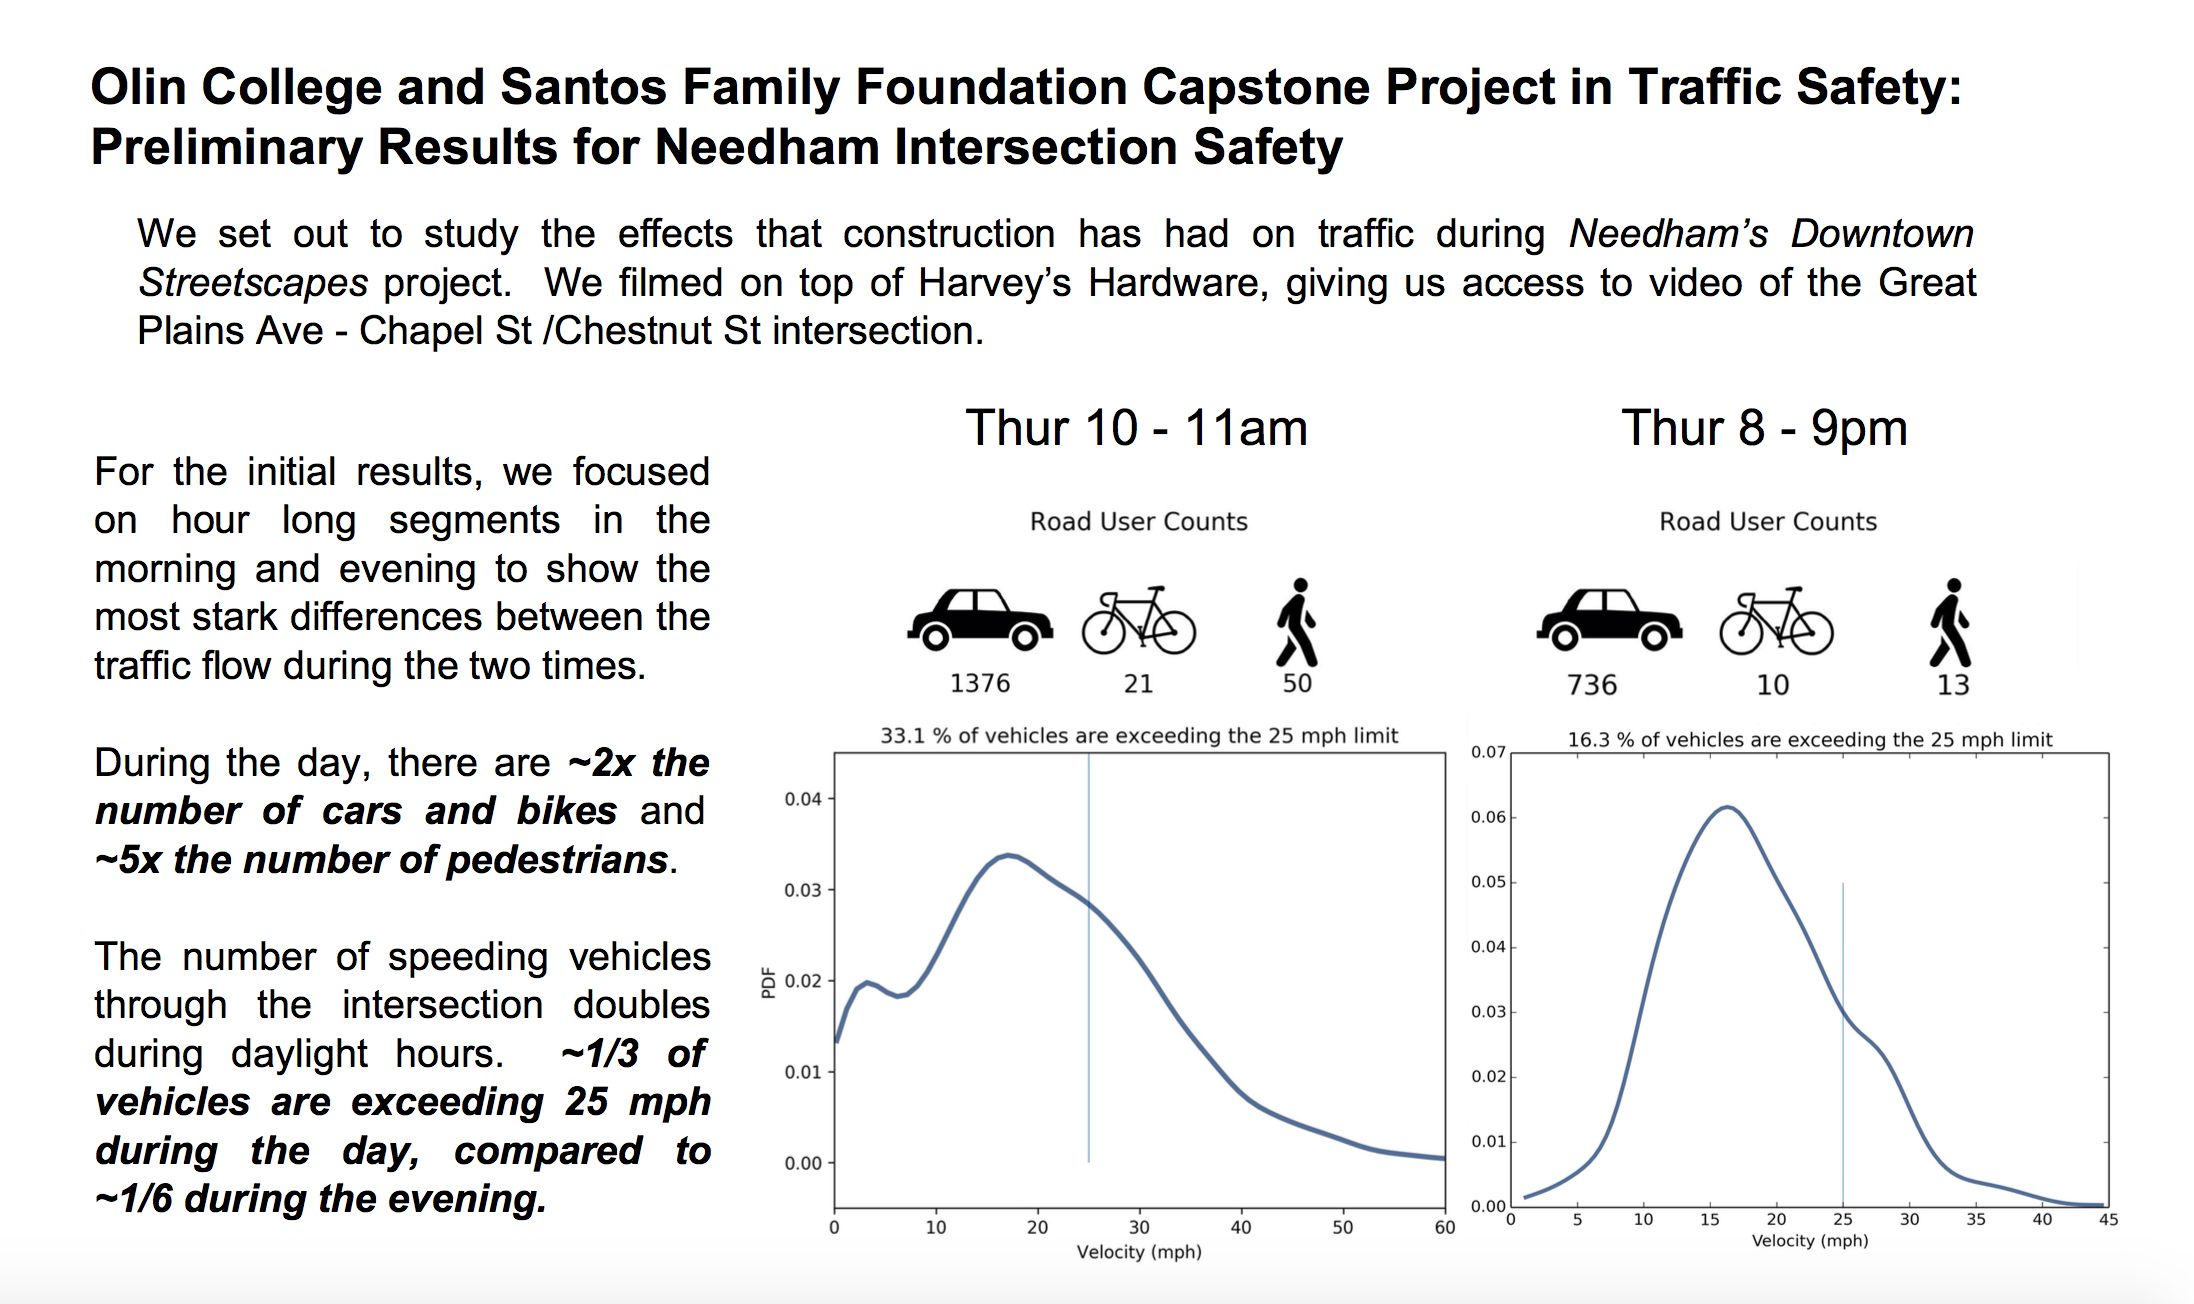 Olin College and Santos Family Foundation Capstone Project in Traffic Safety:
Preliminary Results for Needham Intersection Safety
We set out to study the effects that construction has had on traffic during Needham’s Downtown
Streetscapes project. We filmed on top of Harvey’s Hardware, giving us access to video of the Great
Plains Ave - Chapel St /Chestnut St intersection.
For the initial results, we focused
on hour long segments in the
morning and evening to show the
most stark differences between the
traffic flow during the two times.
During the day, there are ~2x the
number of cars and bikes and
~5x the number of pedestrians.
The number of speeding vehicles
through the intersection doubles
during daylight hours. ~1/3 of
vehicles are exceeding 25 mph
during the day, compared to
~1/6 during the evening.
Thur 10 - 11am
Road User Counts
1376 21 50
33.1 % of vehicles are exceeding the 25 mph limit
0.04
0.03
0.02
0.01
0.00
PDF
0 10 20 30 40 50 60
Velocity (mph)
Thur 8 - 9pm
Road User Counts
736 10 13
16.3 % of vehicles are exceeding the 25 mph limit
0.07
0.06
0.05
0.04
0.03
0.02
0.01
0.00
0 5 10 15 20 25 30 35 40 45
Velocity (mph)